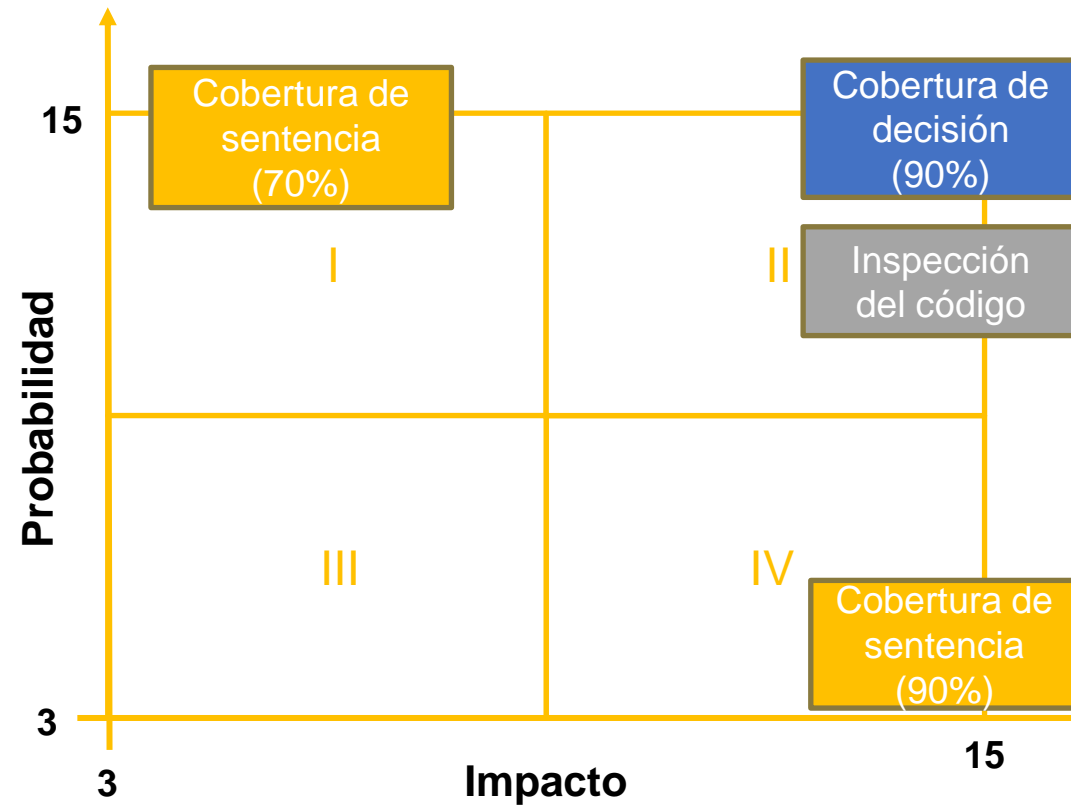 15
Cobertura de
sentencia
(70%)
Cobertura de
decisión
(90%)
I
II
Inspección
del código
Probabilidad
III
IV
Cobertura de
sentencia
(90%)
3
3
Impacto
15